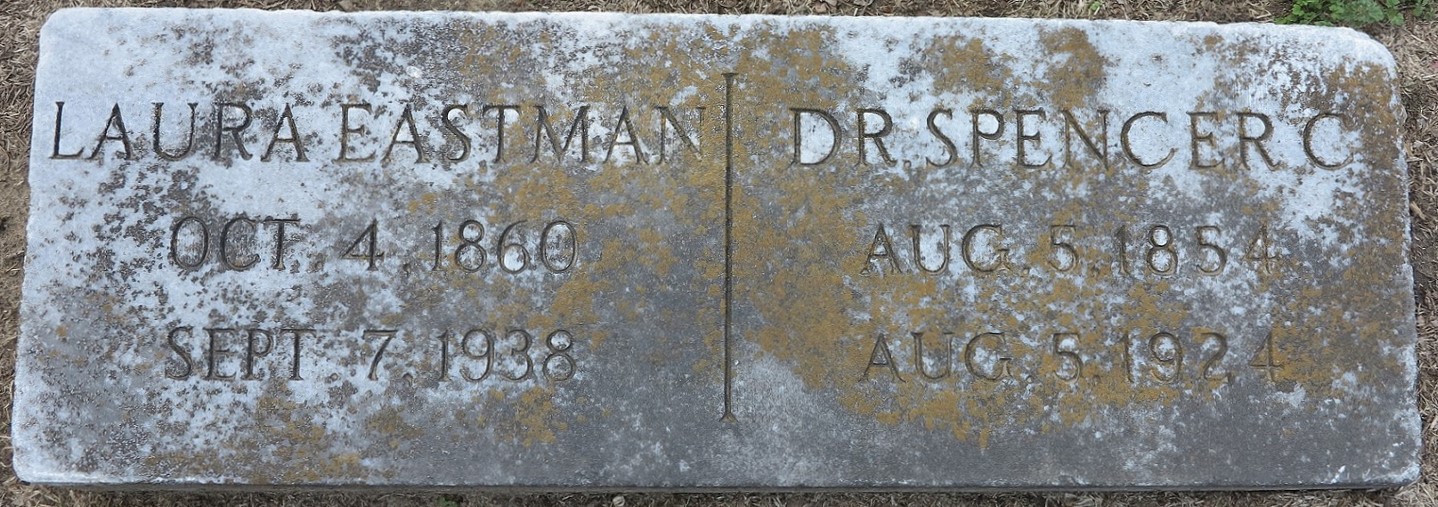 LAURA EASTMAN
OCT. 4, 1860
SEPT. 7, 1938
DR. SPENCER C
AUG. 5, 1854
AUG. 5, 1924